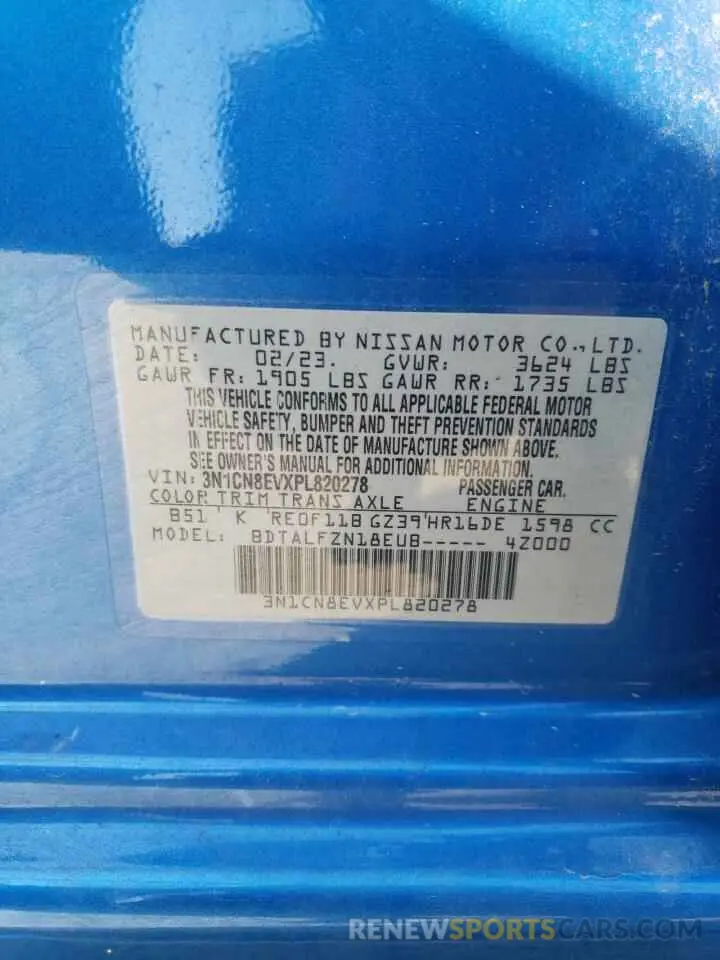 MANUFACTURED BY NISSAN MOTOR CO., LTD.
DATE: 02/23. GVWR: 3624 LBS
GAWR FR: 1905 LBS GAWR RR: 1735 LBS
THIS VEHICLE CONFORMS TO ALL APPLICABLE FEDERAL MOTOR
VEHICLE SAFETY, BUMPER AND THEFT PREVENTION STANDARDS
IN EFFECT ON THE DATE OF MANUFACTURE SHOWN ABOVE.
SEE OWNER'S MANUAL FOR ADDITIONAL INFORMATION.
VIN: 3N1CN8EVXPL820278 PASSENGER CAR.
COLOR TRIM TRANS AXLE ENGINE
B51 K RE0F11B GZ39 HR16DE 1598 CC
MODEL: BDTALFZN18EUB----- 4Z000
3N1CN8EVXPL820278
RENEWSPORTSCARS.COM